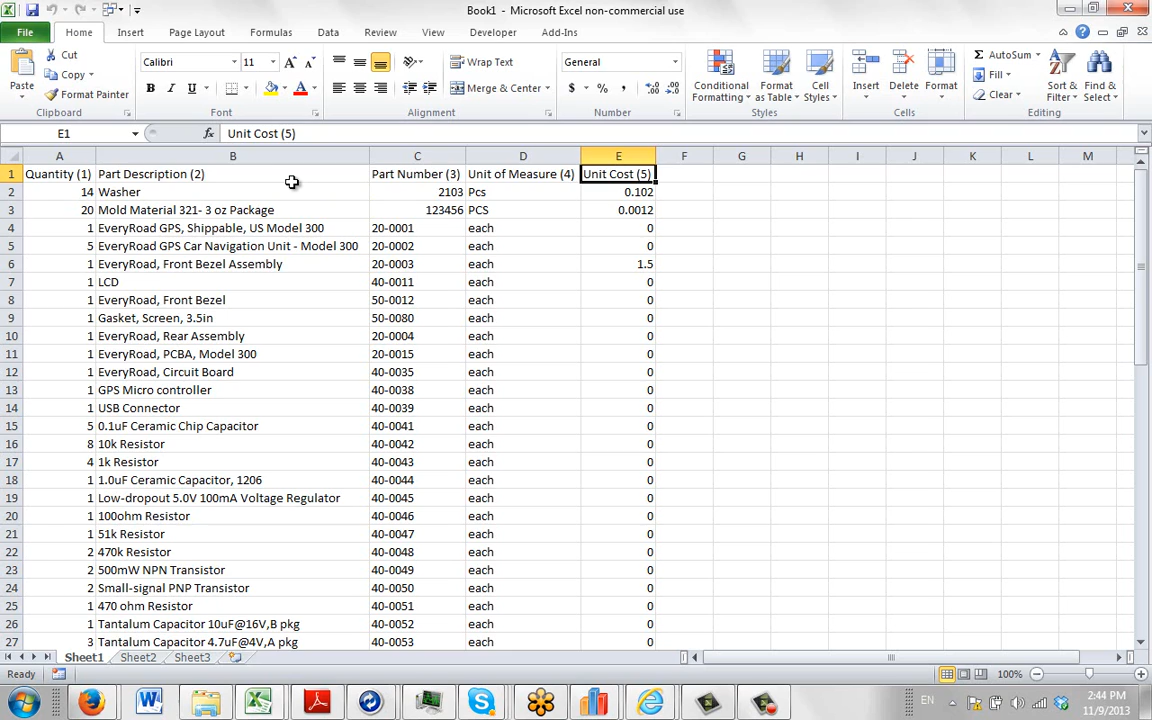 Book1 - Microsoft Excel non-commercial use
File Home Insert Page Layout Formulas Data Review View Developer Add-Ins
Paste Cut Copy Format Painter Clipboard
Calibri 11 B I U A Font
Wrap Text Merge & Center Alignment
General $ % , Number
Conditional Formatting Format as Table Cell Styles Styles
Insert Delete Format Cells
AutoSum Fill Clear Sort & Filter Find & Select Editing
E1 fx Unit Cost (5)
A B C D E F G H I J K L M
1 Quantity (1) Part Description (2) Part Number (3) Unit of Measure (4) Unit Cost (5)
2 14 Washer 2103 Pcs 0.102
3 20 Mold Material 321- 3 oz Package 123456 PCS 0.0012
4 1 EveryRoad GPS, Shippable, US Model 300 20-0001 each 0
5 5 EveryRoad GPS Car Navigation Unit - Model 300 20-0002 each 0
6 1 EveryRoad, Front Bezel Assembly 20-0003 each 1.5
7 1 LCD 40-0011 each 0
8 1 EveryRoad, Front Bezel 50-0012 each 0
9 1 Gasket, Screen, 3.5in 50-0080 each 0
10 1 EveryRoad, Rear Assembly 20-0004 each 0
11 1 EveryRoad, PCBA, Model 300 20-0015 each 0
12 1 EveryRoad, Circuit Board 40-0035 each 0
13 1 GPS Micro controller 40-0038 each 0
14 1 USB Connector 40-0039 each 0
15 5 0.1uF Ceramic Chip Capacitor 40-0041 each 0
16 8 10k Resistor 40-0042 each 0
17 4 1k Resistor 40-0043 each 0
18 1 1.0uF Ceramic Capacitor, 1206 40-0044 each 0
19 1 Low-dropout 5.0V 100mA Voltage Regulator 40-0045 each 0
20 1 100ohm Resistor 40-0046 each 0
21 1 51k Resistor 40-0047 each 0
22 2 470k Resistor 40-0048 each 0
23 2 500mW NPN Transistor 40-0049 each 0
24 2 Small-signal PNP Transistor 40-0050 each 0
25 1 470 ohm Resistor 40-0051 each 0
26 1 Tantalum Capacitor 10uF@16V,B pkg 40-0052 each 0
27 3 Tantalum Capacitor 4.7uF@4V,A pkg 40-0053 each 0
Sheet1 Sheet2 Sheet3
Ready 100%
EN 2:44 PM
11/9/2013